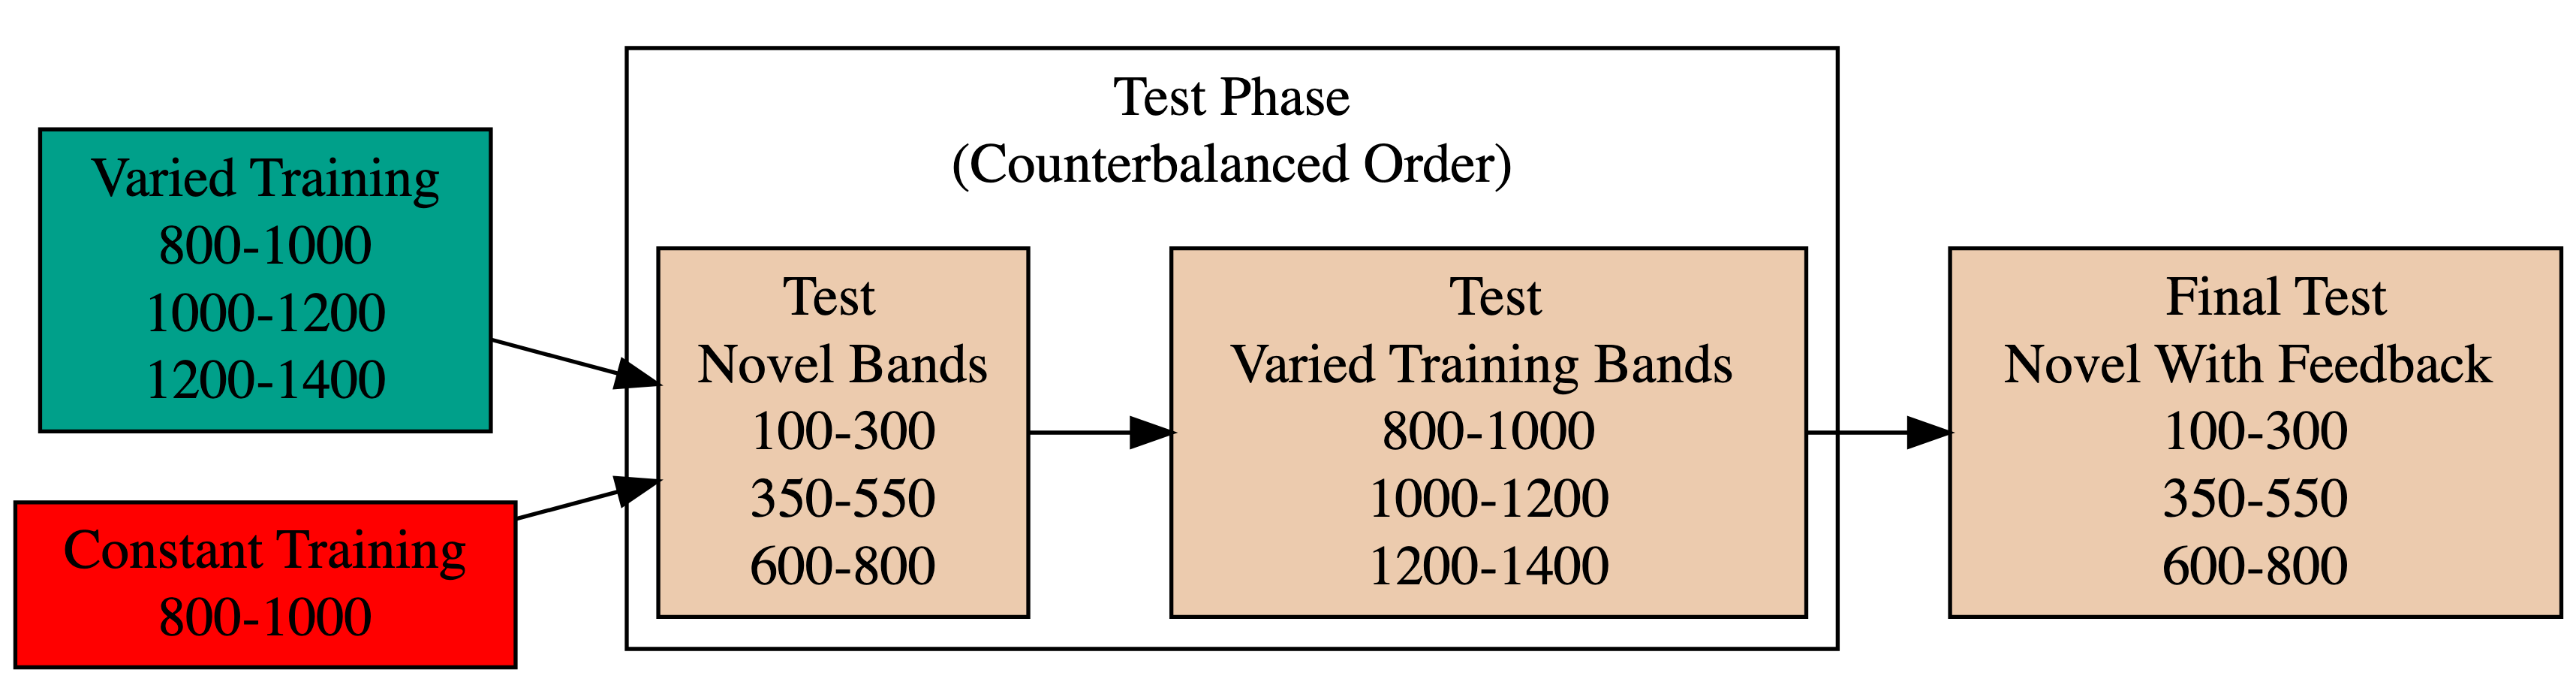 Varied Training
800-1000
1000-1200
1200-1400
Constant Training
800-1000
Test Phase
(Counterbalanced Order)
Test
Novel Bands
100-300
350-550
600-800
Test
Varied Training Bands
800-1000
1000-1200
1200-1400
Final Test
Novel With Feedback
100-300
350-550
600-800